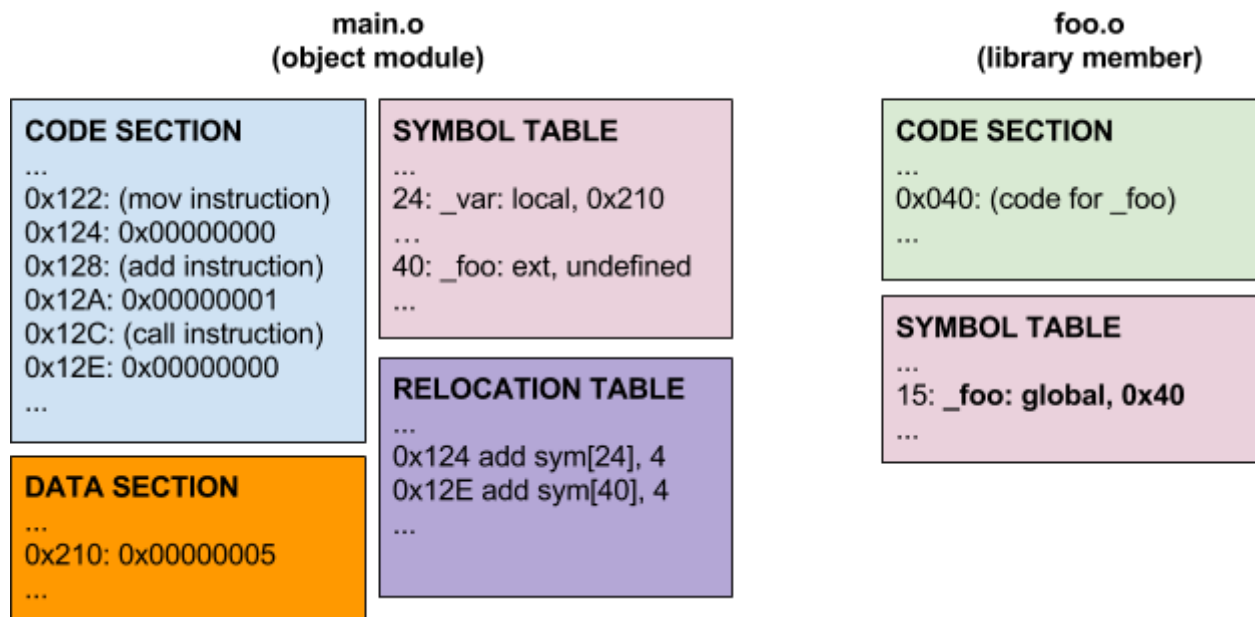 main.o
(object module)
CODE SECTION
...
0x122: (mov instruction)
0x124: 0x00000000
0x128: (add instruction)
0x12A: 0x00000001
0x12C: (call instruction)
0x12E: 0x00000000
...
DATA SECTION
...
0x210: 0x00000005
...
SYMBOL TABLE
...
24: _var: local, 0x210
...
40: _foo: ext, undefined
...
RELOCATION TABLE
...
0x124 add sym[24], 4
0x12E add sym[40], 4
...
foo.o
(library member)
CODE SECTION
...
0x040: (code for _foo)
...
SYMBOL TABLE
...
15: _foo: global, 0x40
...